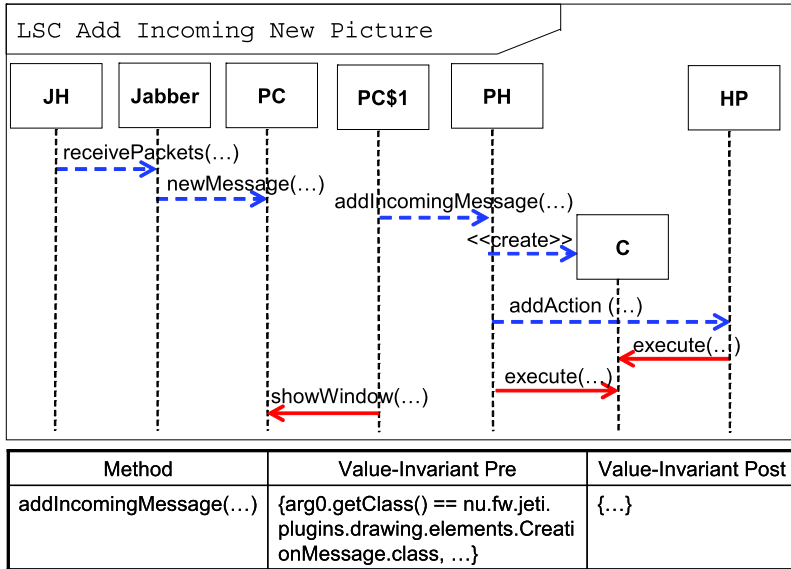 LSC Add Incoming New Picture
JH Jabber PC PC$1 PH HP
receivePackets(…)
newMessage(…)
addIncomingMessage(…)
<<create>>
C
addAction (…)
execute(…)
execute(…)
showWindow(…)
Method Value-Invariant Pre Value-Invariant Post
addIncomingMessage(…) {arg0.getClass() == nu.fw.jeti. {…}
plugins.drawing.elements.Creati
onMessage.class, …}